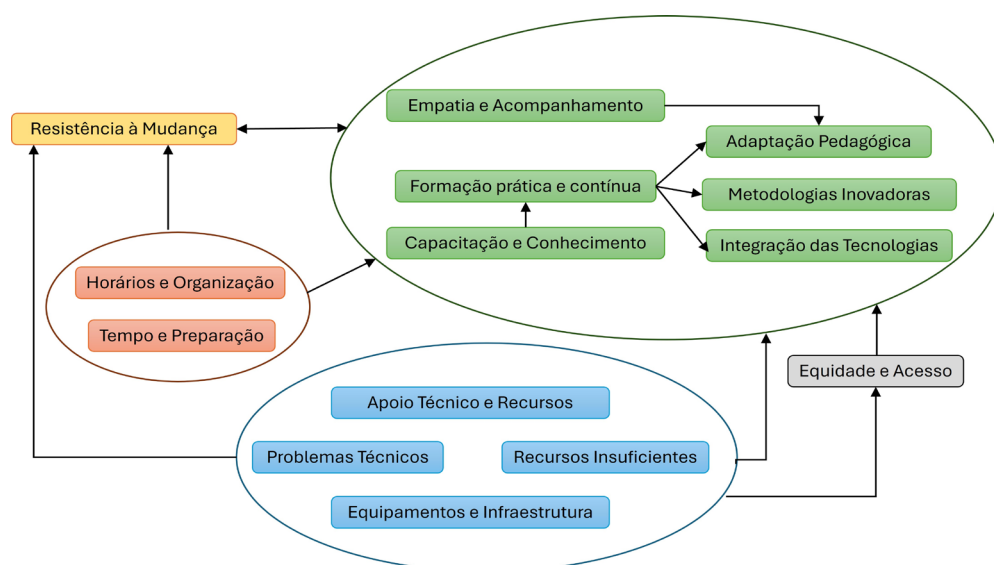 Empatia e Acompanhamento
Resistência à Mudança
Adaptação Pedagógica
Formação prática e contínua
Metodologias Inovadoras
Capacitação e Conhecimento
Integração das Tecnologias
Horários e Organização
Tempo e Preparação
Equidade e Acesso
Apoio Técnico e Recursos
Problemas Técnicos
Recursos Insuficientes
Equipamentos e Infraestrutura